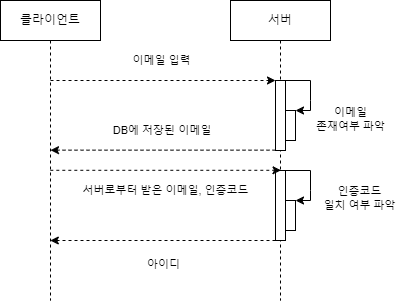 클라이언트
서버
이메일 입력
이메일
존재여부 파악
DB에 저장된 이메일
서버로부터 받은 이메일, 인증코드
인증코드
일치 여부 파악
아이디